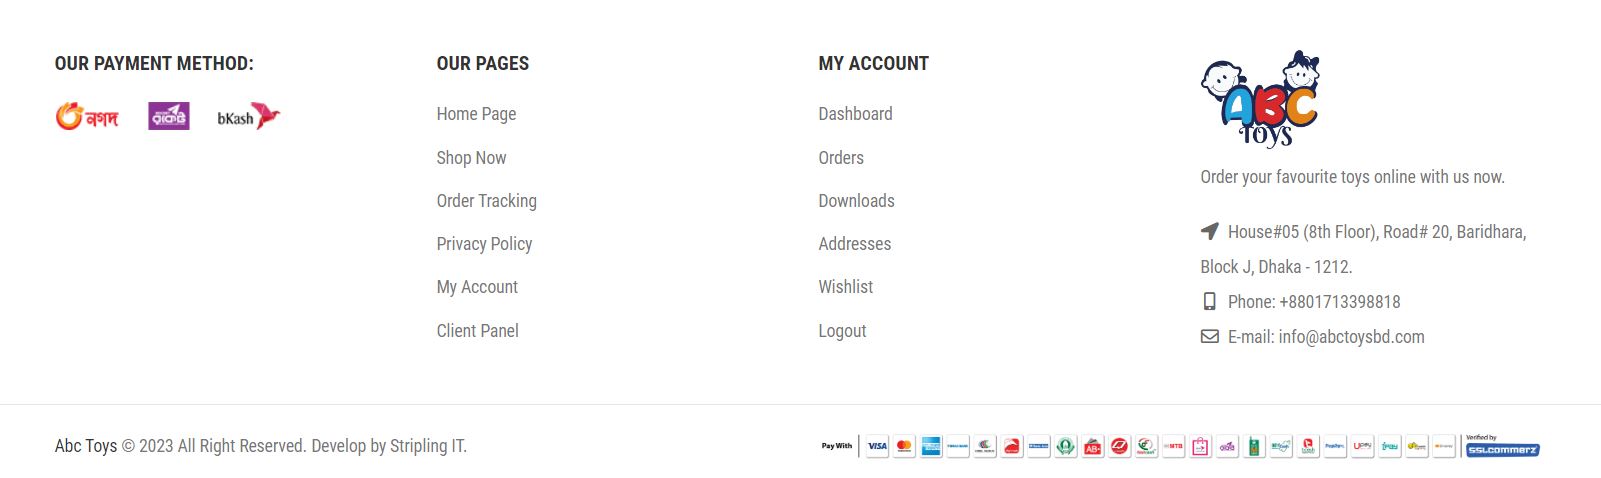 OUR PAYMENT METHOD:
নগদ
রকেট
bKash
OUR PAGES
Home Page
Shop Now
Order Tracking
Privacy Policy
My Account
Client Panel
MY ACCOUNT
Dashboard
Orders
Downloads
Addresses
Wishlist
Logout
ABC
TOYS
Order your favourite toys online with us now.
House#05 (8th Floor), Road# 20, Baridhara,
Block J, Dhaka - 1212.
Phone: +8801713398818
E-mail: info@abctoysbd.com
Abc Toys © 2023 All Right Reserved. Develop by Stripling IT.
Pay With
VISA
MTB
Upay
Verified by
SSLCOMMERZ